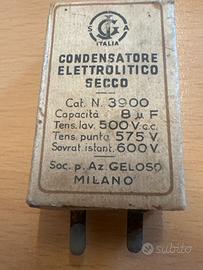 S G A
ITALIA
CONDENSATORE
ELETTROLITICO
SECCO
Cat. N. 3900
Capacità 8 µF
Tens. lav. 500 V. c.c.
Tens. punta 575 V.
Sovrat. istant. 600 V.
Soc. p. Az. GELOSO
MILANO
subito